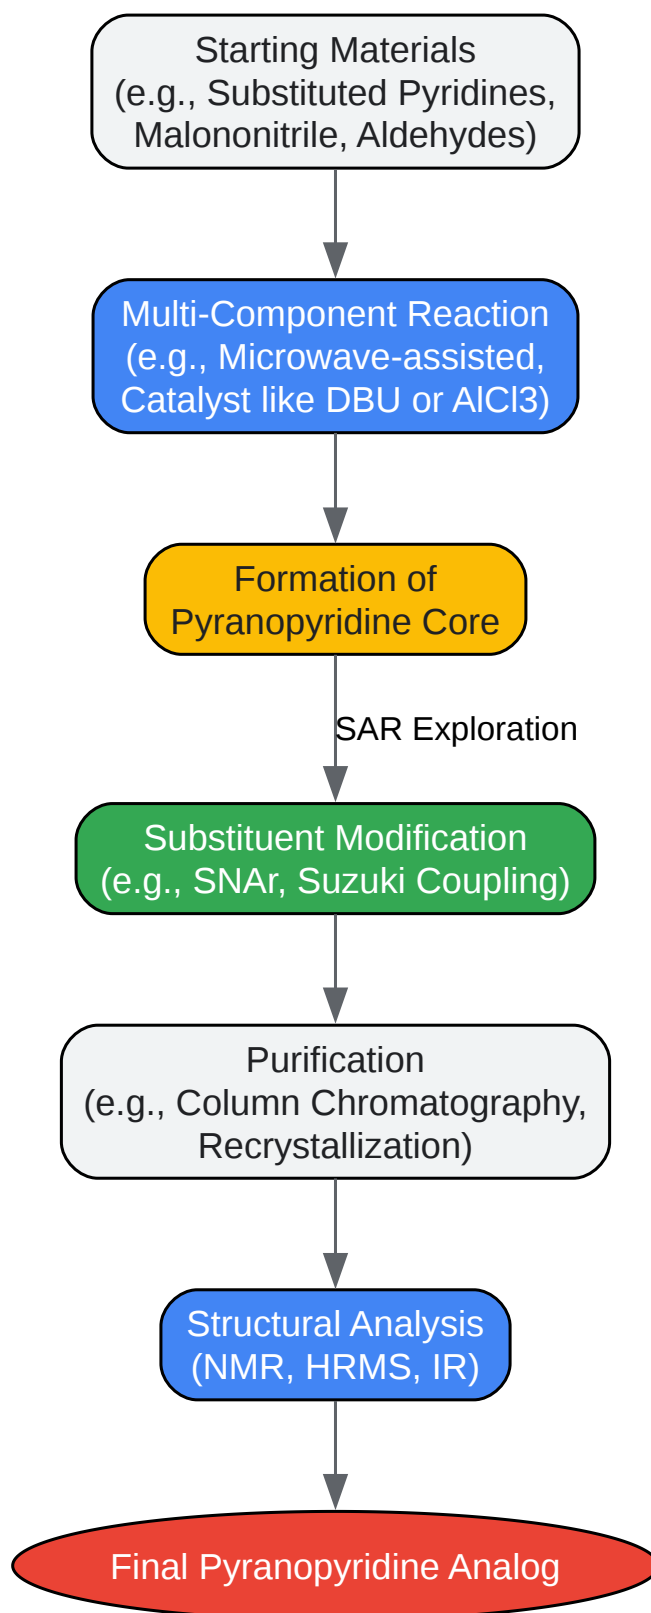 Starting Materials
(e.g., Substituted Pyridines,
Malononitrile, Aldehydes)
Multi-Component Reaction
(e.g., Microwave-assisted,
Catalyst like DBU or AlCl3)
Formation of
Pyranopyridine Core
SAR Exploration
Substituent Modification
(e.g., SNAr, Suzuki Coupling)
Purification
(e.g., Column Chromatography,
Recrystallization)
Structural Analysis
(NMR, HRMS, IR)
Final Pyranopyridine Analog